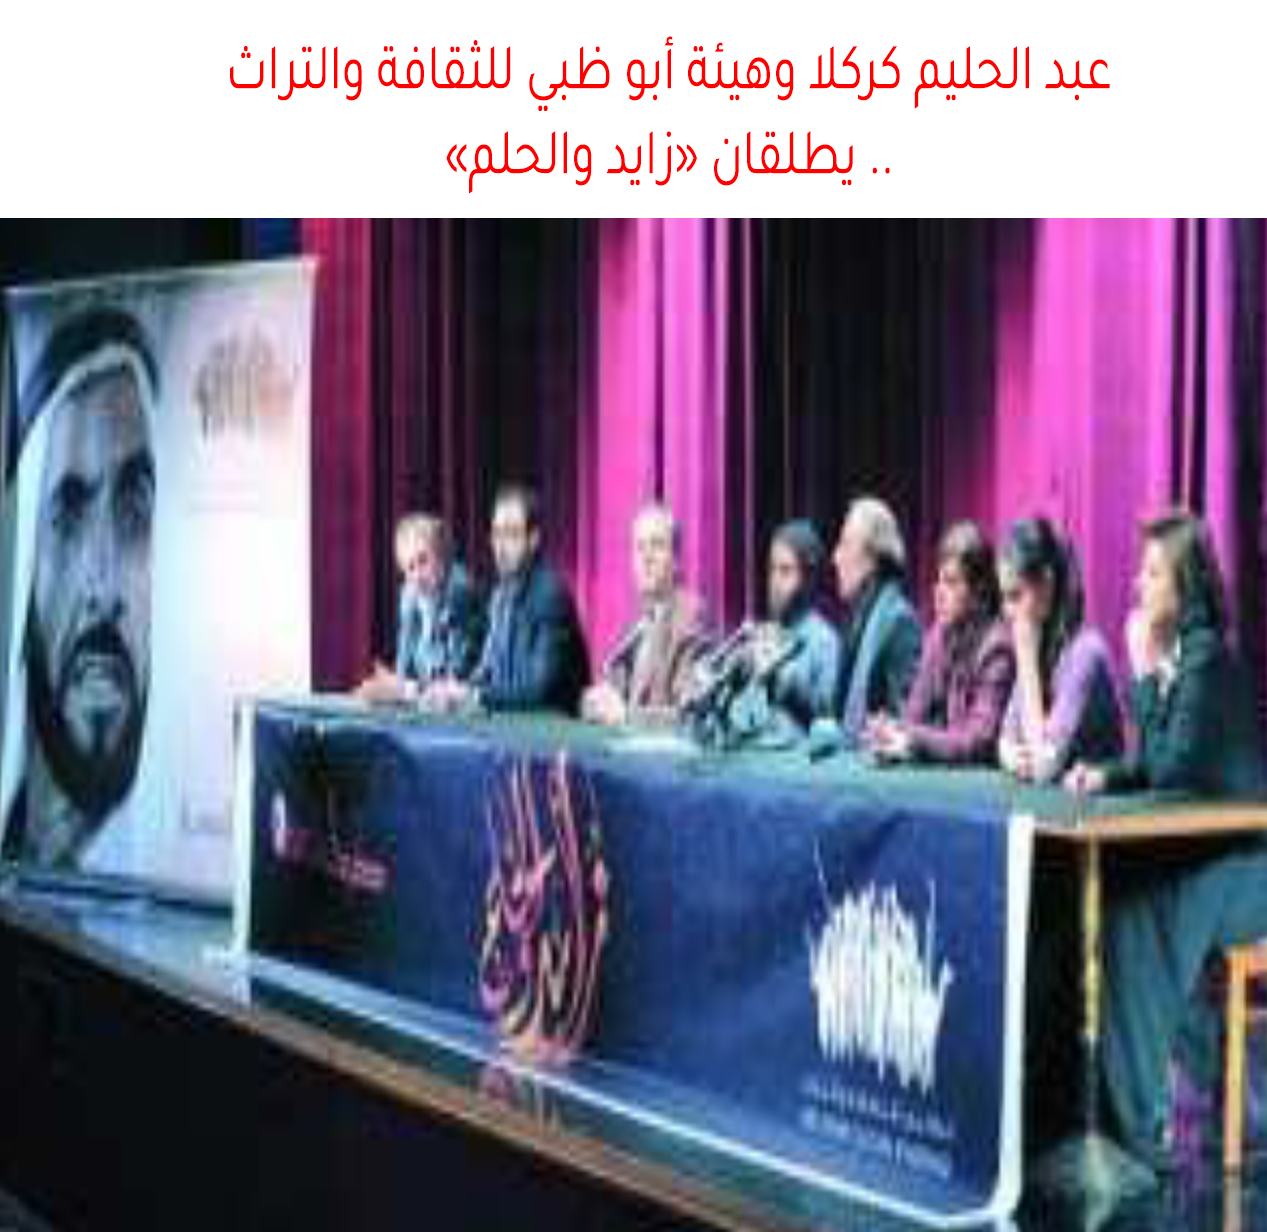 عبد الحليم كركلا وهيئة أبو ظبي للثقافة والتراث
.. يطلقان «زايد والحلم»